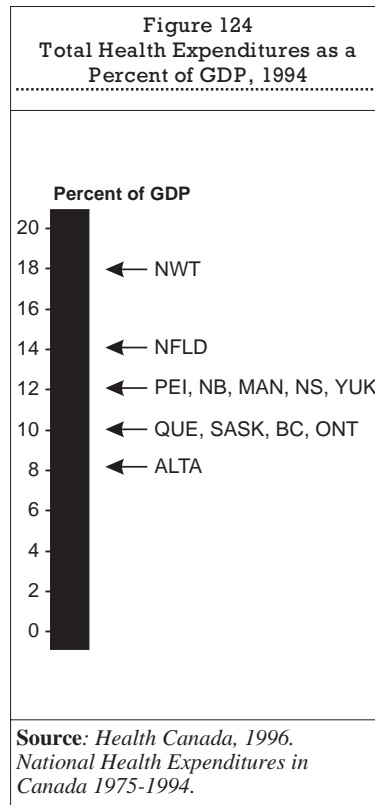 Figure 124
Total Health Expenditures as a
Percent of GDP, 1994
Percent of GDP
20
18 NWT
16
14 NFLD
12 PEI, NB, MAN, NS, YUK
10 QUE, SASK, BC, ONT
8 ALTA
6
4
2
0
Source: Health Canada, 1996.
National Health Expenditures in
Canada 1975-1994.